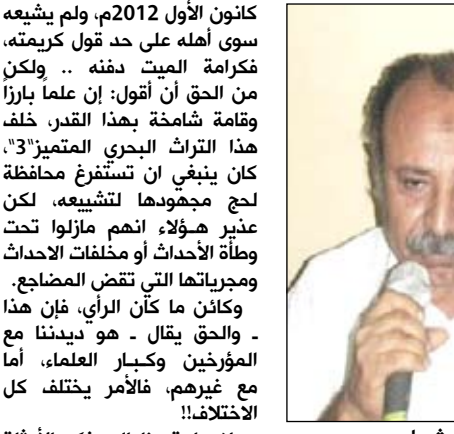 كانون الأول 2012م، ولم يشيعه
سوى أهله على حد قول كريمته،
فكرامة الميت دفنه .. ولكن
من الحق أن أقول: إن علماً بارزاً
وقامة شامخة بهذا القدر، خلف
هذا التراث البحري المتميز"3"،
كان ينبغي ان تستفرغ محافظة
لحج مجهودها لتشييعه، لكن
عذير هـؤلاء انهم مازلوا تحت
وطأة الأحداث أو مخلفات الاحداث
ومجرياتها التي تقض المضاجع.
وكائن ما كان الرأي، فإن هذا
ـ والحق يقال ـ هو ديدننا مع
المؤرخين وكـبـار العلماء، أما
مع غيرهم، فالأمر يختلف كل
الاختلاف!!